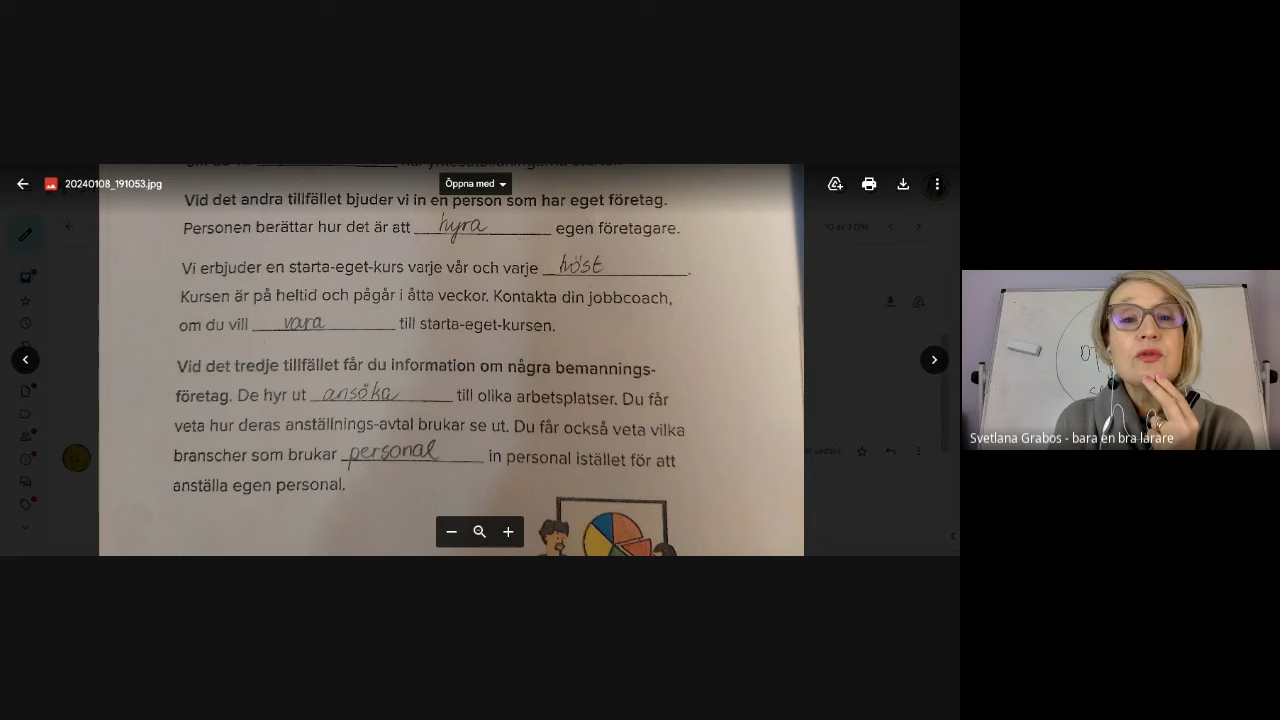 20240108_191053.jpg
Öppna med
10 av 3 096
Vid det andra tillfället bjuder vi in en person som har eget företag.
Personen berättar hur det är att hyra egen företagare.
Vi erbjuder en starta-eget-kurs varje vår och varje höst.
Kursen är på heltid och pågår i åtta veckor. Kontakta din jobbcoach,
om du vill vara till starta-eget-kursen.
Vid det tredje tillfället får du information om några bemannings-
företag. De hyr ut ansöka till olika arbetsplatser. Du får
veta hur deras anställnings-avtal brukar se ut. Du får också veta vilka
branscher som brukar personal in personal istället för att
anställa egen personal.
Svetlana Grabos - bara en bra lärare